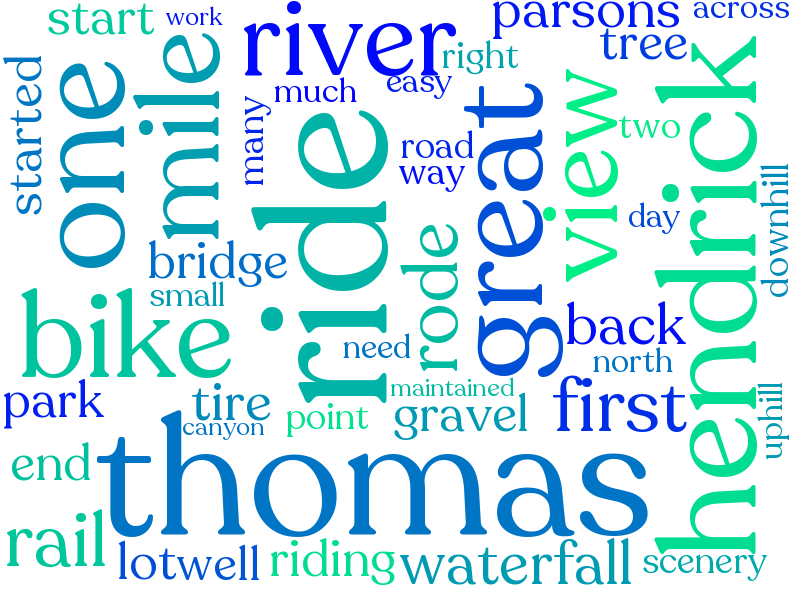 start
work
river
parsons
across
started
one
mile
many
much
easy
right
tree
ride
road
way
great
view
two
hendrick
day
downhill
bridge
small
rode
bike
need
back
north
park
tire
canyon
point
maintained
gravel
first
uphill
end
thomas
rail
lotwell
riding
waterfall
scenery